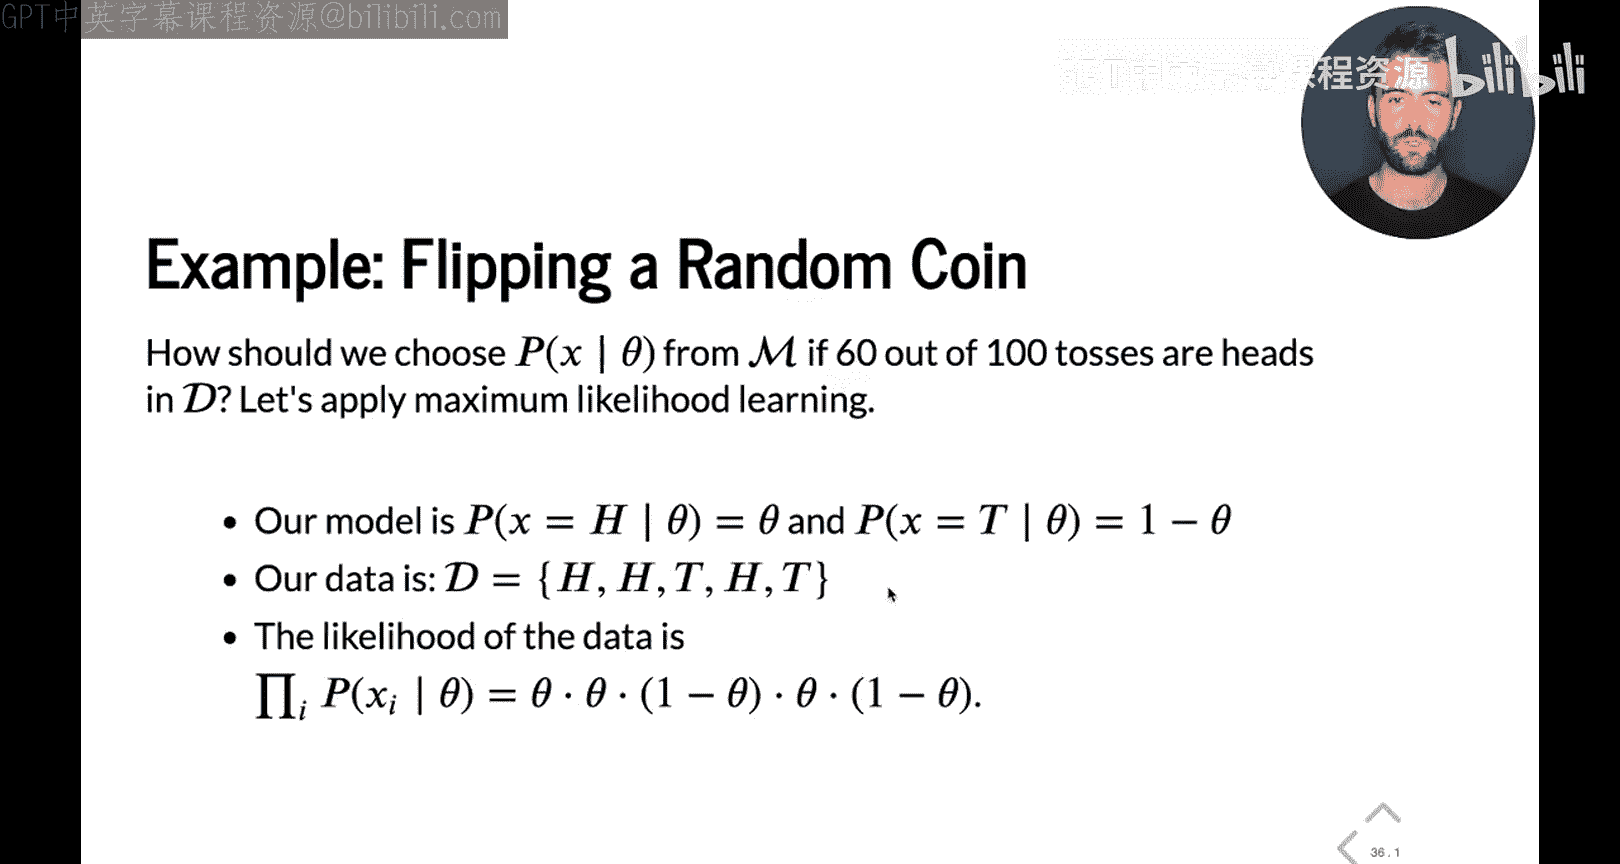 GPT中英字幕课程资源@bilibili.com
课程资源 bilibili
Example: Flipping a Random Coin
How should we choose P(x | θ) from ℳ if 60 out of 100 tosses are heads
in 𝒟? Let's apply maximum likelihood learning.
• Our model is P(x = H | θ) = θ and P(x = T | θ) = 1 − θ
• Our data is: 𝒟 = {H, H, T, H, T}
• The likelihood of the data is
∏ᵢ P(xᵢ | θ) = θ · θ · (1 − θ) · θ · (1 − θ).
36.1